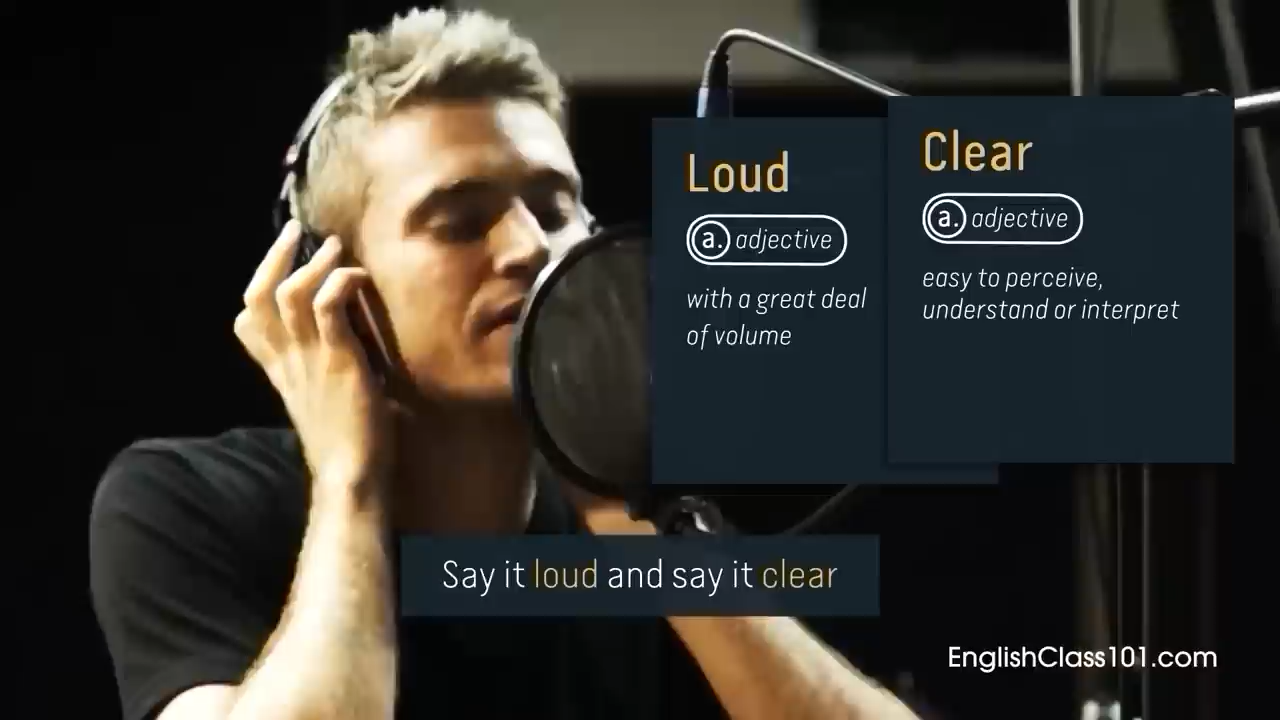 Loud
a. adjective
with a great deal
of volume
Clear
a. adjective
easy to perceive,
understand or interpret
Say it loud and say it clear
EnglishClass101.com